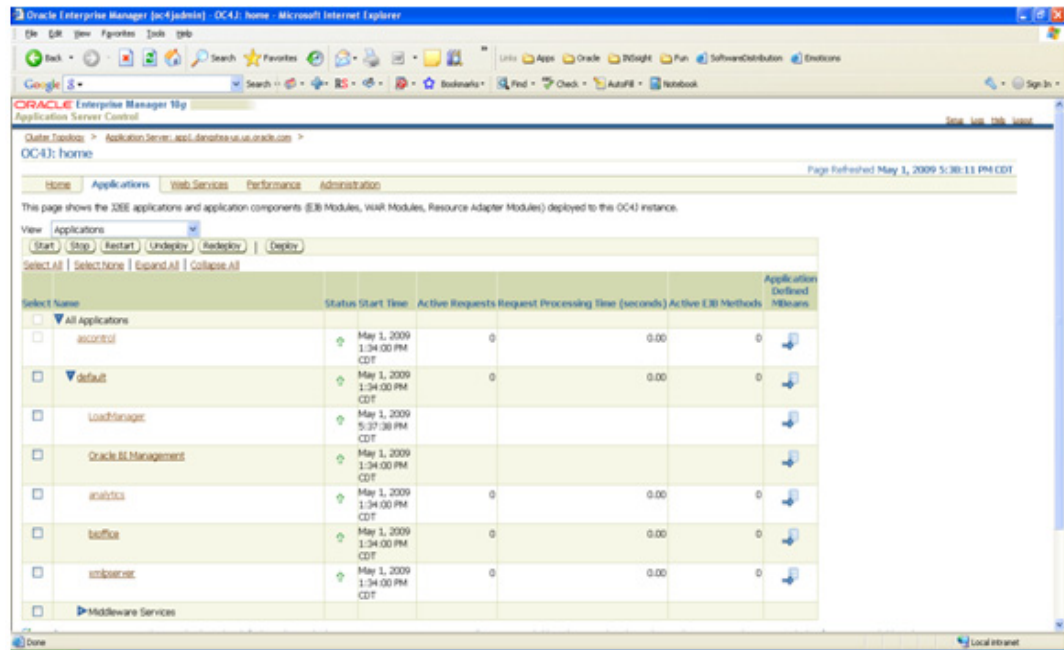 Oracle Enterprise Manager (oc4jadmin) - OC4J: home - Microsoft Internet Explorer
File Edit View Favorites Tools Help
Back Search Favorites Links Apps Oracle INSight Fun SoftwareDistribution Emoticons
Google Search RS Bookmarks Find Check AutoFill Notebook Sign In
ORACLE Enterprise Manager 10g
Application Server Control
Setup Logs Help Logout
Cluster Topology > Application Server: >
OC4J: home
Page Refreshed May 1, 2009 5:38:11 PM CDT
Home Applications Web Services Performance Administration
This page shows the J2EE applications and application components (EJB Modules, WAR Modules, Resource Adapter Modules) deployed to this OC4J instance.
View Applications
Start Stop Restart Undeploy Redeploy | Deploy
Select All | Select None | Expand All | Collapse All
Select Name Status Start Time Active Requests Request Processing Time (seconds) Active EJB Methods Application Defined MBeans
All Applications
ascontrol May 1, 2009 1:34:00 PM CDT 0 0.00 0
default May 1, 2009 1:34:00 PM CDT 0 0.00 0
LoadManager May 1, 2009 5:37:38 PM CDT
Oracle BI Management May 1, 2009 1:34:00 PM CDT
analytics May 1, 2009 1:34:00 PM CDT 0 0.00 0
bioffice May 1, 2009 1:34:00 PM CDT 0 0.00 0
xmlpserver May 1, 2009 1:34:00 PM CDT 0 0.00 0
Middleware Services
Done Local intranet